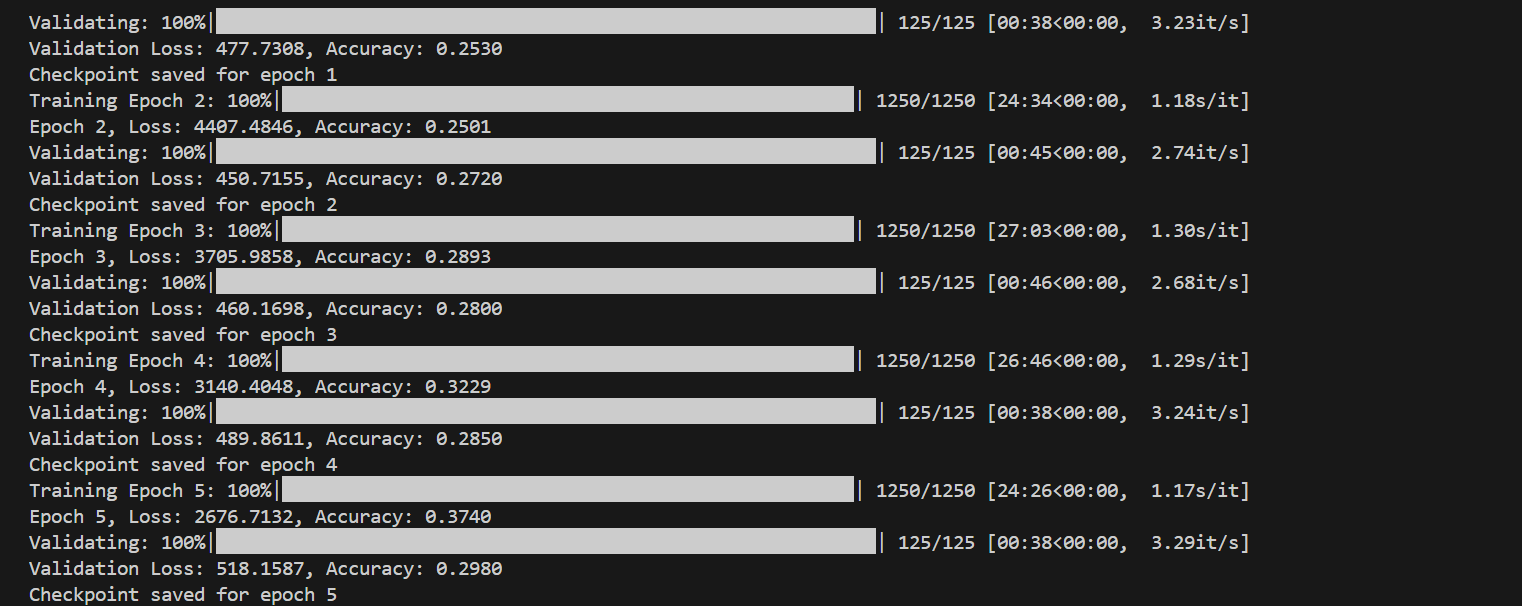 Validating: 100%|██████████| 125/125 [00:38<00:00,  3.23it/s]
Validation Loss: 477.7308, Accuracy: 0.2530
Checkpoint saved for epoch 1
Training Epoch 2: 100%|██████████| 1250/1250 [24:34<00:00,  1.18s/it]
Epoch 2, Loss: 4407.4846, Accuracy: 0.2501
Validating: 100%|██████████| 125/125 [00:45<00:00,  2.74it/s]
Validation Loss: 450.7155, Accuracy: 0.2720
Checkpoint saved for epoch 2
Training Epoch 3: 100%|██████████| 1250/1250 [27:03<00:00,  1.30s/it]
Epoch 3, Loss: 3705.9858, Accuracy: 0.2893
Validating: 100%|██████████| 125/125 [00:46<00:00,  2.68it/s]
Validation Loss: 460.1698, Accuracy: 0.2800
Checkpoint saved for epoch 3
Training Epoch 4: 100%|██████████| 1250/1250 [26:46<00:00,  1.29s/it]
Epoch 4, Loss: 3140.4048, Accuracy: 0.3229
Validating: 100%|██████████| 125/125 [00:38<00:00,  3.24it/s]
Validation Loss: 489.8611, Accuracy: 0.2850
Checkpoint saved for epoch 4
Training Epoch 5: 100%|██████████| 1250/1250 [24:26<00:00,  1.17s/it]
Epoch 5, Loss: 2676.7132, Accuracy: 0.3740
Validating: 100%|██████████| 125/125 [00:38<00:00,  3.29it/s]
Validation Loss: 518.1587, Accuracy: 0.2980
Checkpoint saved for epoch 5